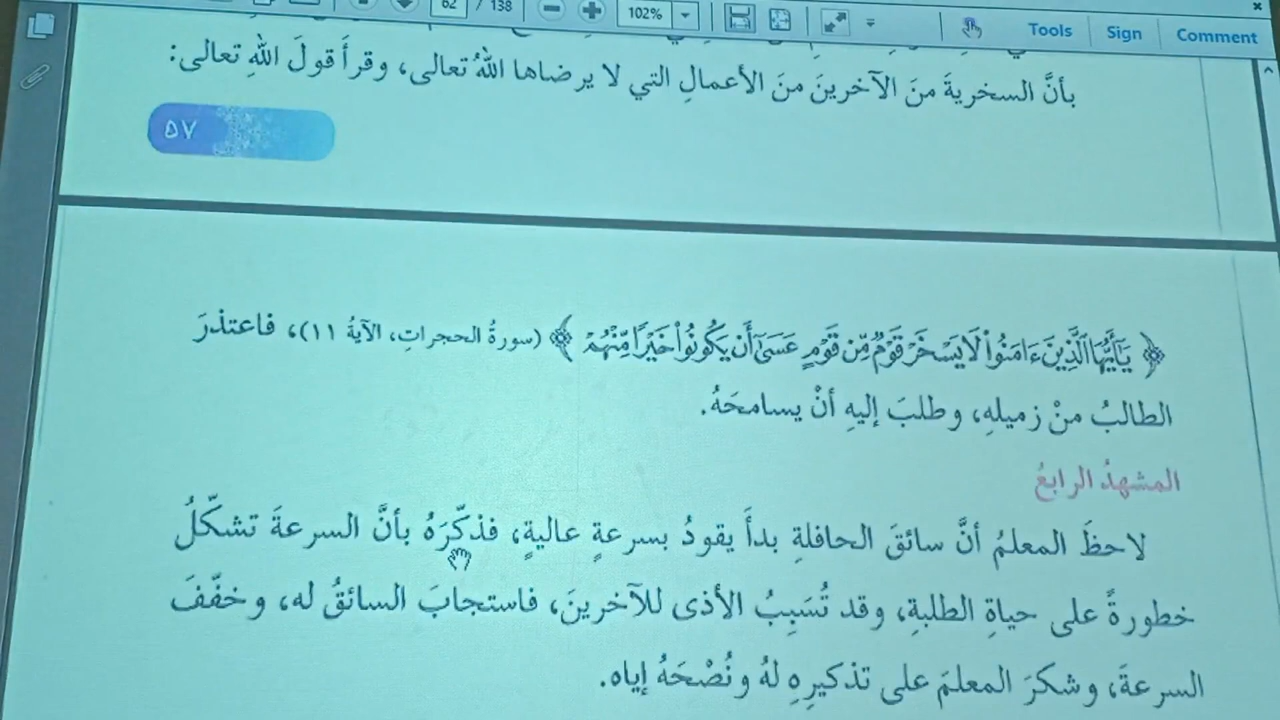 62 / 138
102%
Tools Sign Comment
بأنَّ السخريةَ منَ الآخرينَ منَ الأعمالِ التي لا يرضاها اللهُ تعالى، وقرأَ قولَ اللهِ تعالى:
٥٧
﴿ يَٰٓأَيُّهَا ٱلَّذِينَ ءَامَنُوا۟ لَا يَسْخَرْ قَوْمٌ مِّن قَوْمٍ عَسَىٰٓ أَن يَكُونُوا۟ خَيْرًا مِّنْهُمْ ﴾ (سورةُ الحجراتِ، الآيةُ ١١)، فاعتذرَ
الطالبُ منْ زميلهِ، وطلبَ إليهِ أنْ يسامحَهُ.
المشهدُ الرابعُ
لاحظَ المعلمُ أنَّ سائقَ الحافلةِ بدأَ يقودُ بسرعةٍ عاليةٍ، فذكّرَهُ بأنَّ السرعةَ تشكّلُ
خطورةً على حياةِ الطلبةِ، وقد تُسَبِبُ الأذى للآخرينَ، فاستجابَ السائقُ له، وخفّفَ
السرعةَ، وشكرَ المعلمَ على تذكيرِهِ لهُ ونُصْحَهُ إياه.